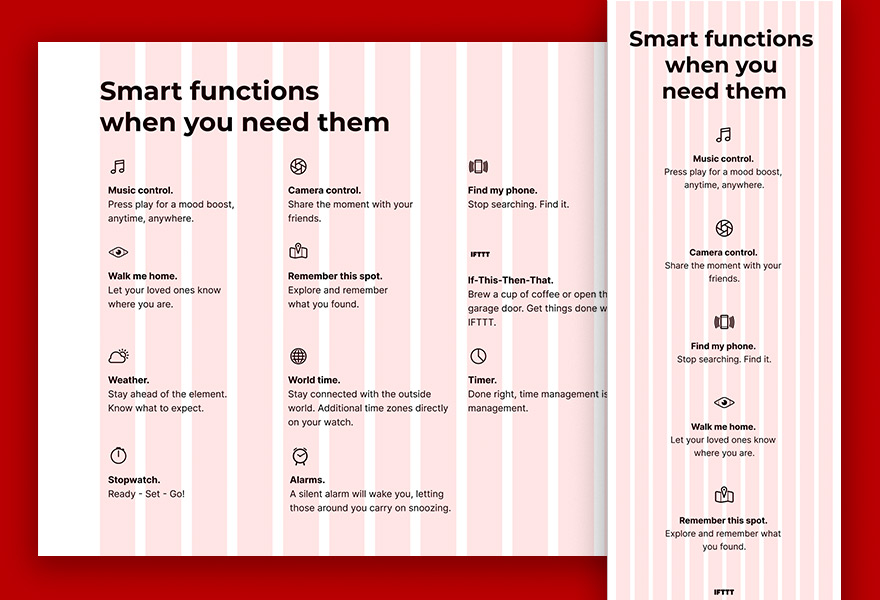 Smart functions
when you need them
Music control.
Press play for a mood boost,
anytime, anywhere.
Camera control.
Share the moment with your
friends.
Find my phone.
Stop searching. Find it.
Walk me home.
Let your loved ones know
where you are.
Remember this spot.
Explore and remember
what you found.
IFTTT
If-This-Then-That.
Brew a cup of coffee or open th
garage door. Get things done w
IFTTT.
Weather.
Stay ahead of the element.
Know what to expect.
World time.
Stay connected with the outside
world. Additional time zones directly
on your watch.
Timer.
Done right, time management is
management.
Stopwatch.
Ready - Set - Go!
Alarms.
A silent alarm will wake you, letting
those around you carry on snoozing.
Smart functions
when you
need them
Music control.
Press play for a mood boost,
anytime, anywhere.
Camera control.
Share the moment with your
friends.
Find my phone.
Stop searching. Find it.
Walk me home.
Let your loved ones know
where you are.
Remember this spot.
Explore and remember what
you found.
IFTTT